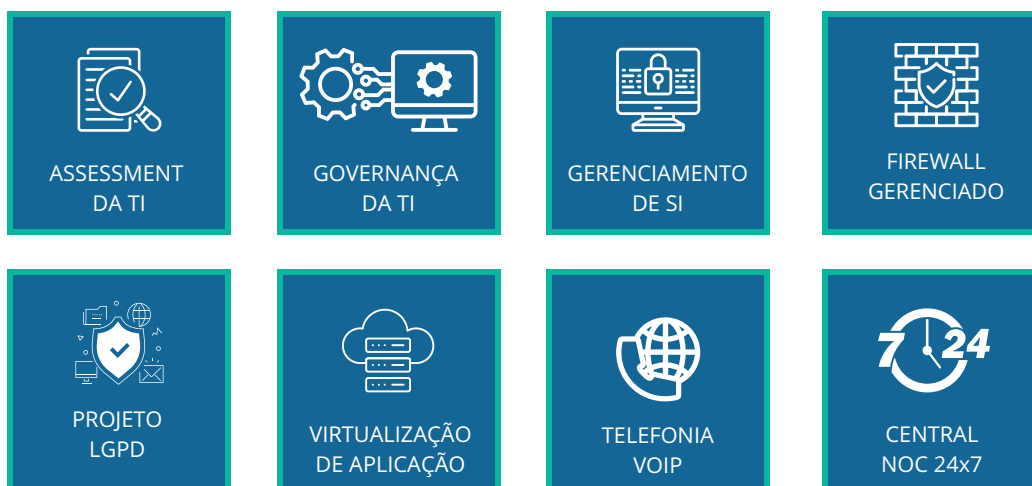 ASSESSMENT
DA TI
GOVERNANÇA
DA TI
GERENCIAMENTO
DE SI
FIREWALL
GERENCIADO
PROJETO
LGPD
VIRTUALIZAÇÃO
DE APLICAÇÃO
TELEFONIA
VOIP
7 24
CENTRAL
NOC 24x7